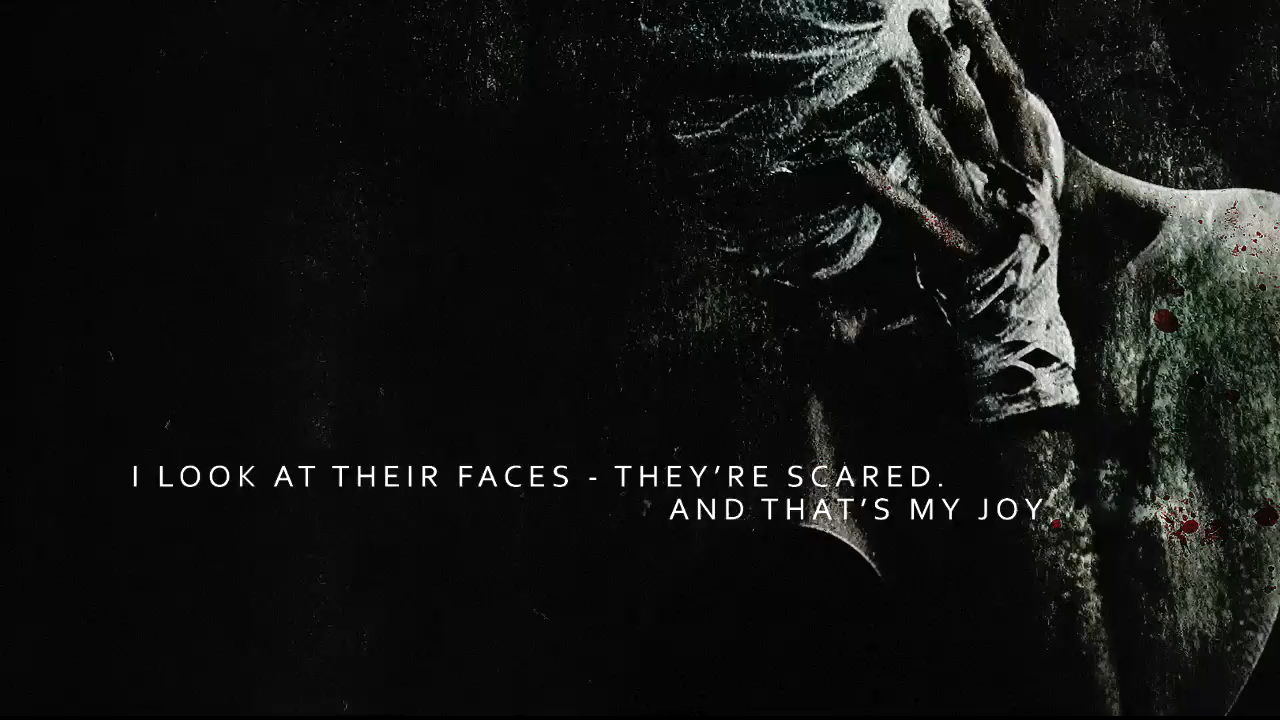 I LOOK AT THEIR FACES - THEY’RE SCARED.
AND THAT’S MY JOY